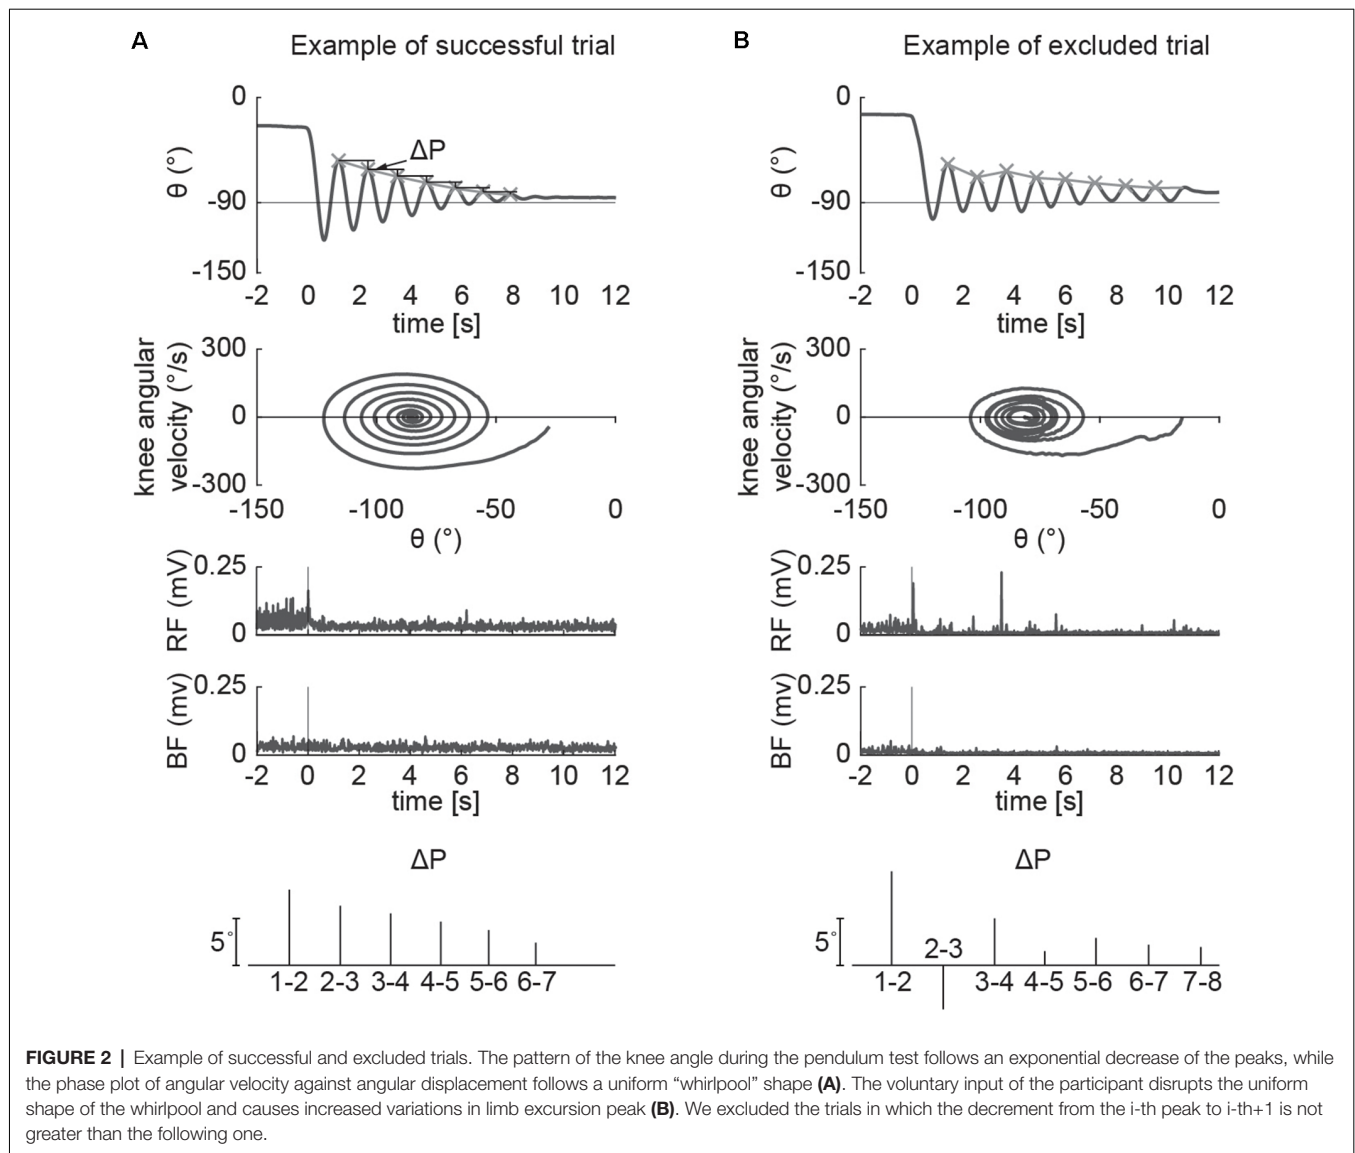 A
Example of successful trial
0
-90
-150
θ (°)
ΔP
-2 0 2 4 6 8 10 12
time [s]
300
0
-300
knee angular
velocity (°/s)
-150 -100 -50 0
θ (°)
0.25
0
RF (mV)
0.25
0
BF (mv)
-2 0 2 4 6 8 10 12
time [s]
ΔP
5°
1-2 2-3 3-4 4-5 5-6 6-7
B
Example of excluded trial
0
-90
-150
θ (°)
-2 0 2 4 6 8 10 12
time [s]
300
0
-300
knee angular
velocity (°/s)
-150 -100 -50 0
θ (°)
0.25
0
RF (mV)
0.25
0
BF (mv)
-2 0 2 4 6 8 10 12
time [s]
ΔP
5°
2-3
1-2 3-4 4-5 5-6 6-7 7-8
FIGURE 2 | Example of successful and excluded trials. The pattern of the knee angle during the pendulum test follows an exponential decrease of the peaks, while
the phase plot of angular velocity against angular displacement follows a uniform “whirlpool” shape (A). The voluntary input of the participant disrupts the uniform
shape of the whirlpool and causes increased variations in limb excursion peak (B). We excluded the trials in which the decrement from the i-th peak to i-th+1 is not
greater than the following one.